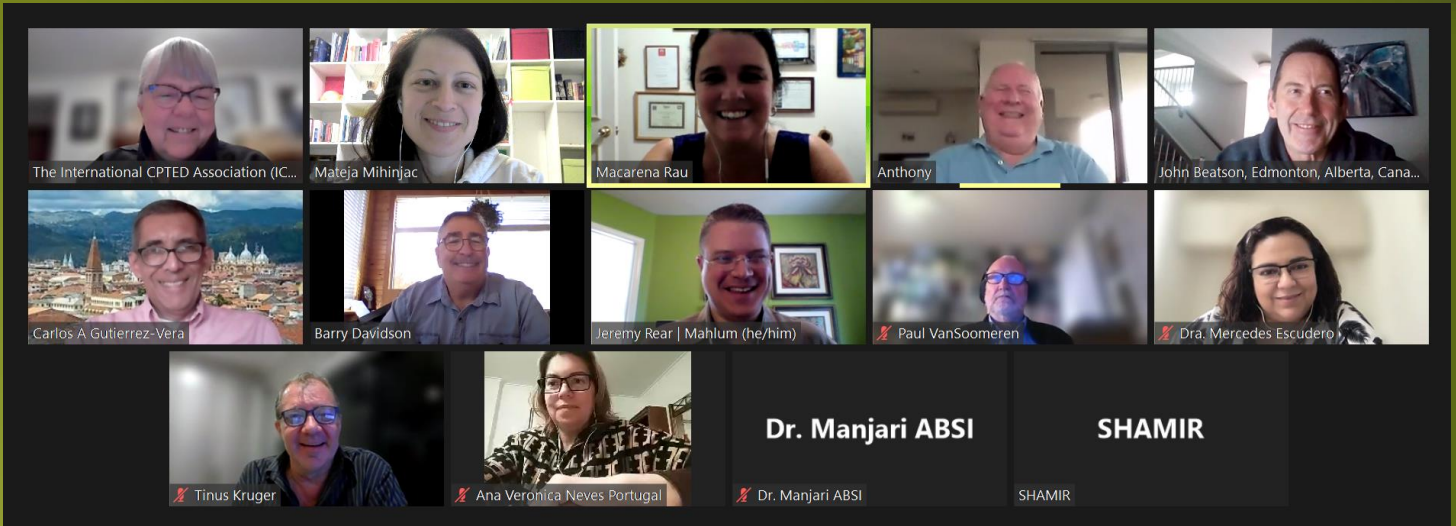 The International CPTED Association (IC...
Mateja Mihinjac
Macarena Rau
Anthony
John Beatson, Edmonton, Alberta, Cana...
Carlos A Gutierrez-Vera
Barry Davidson
Jeremy Rear | Mahlum (he/him)
Paul VanSoomeren
Dra. Mercedes Escudero
Tinus Kruger
Ana Veronica Neves Portugal
Dr. Manjari ABSI
Dr. Manjari ABSI
SHAMIR
SHAMIR